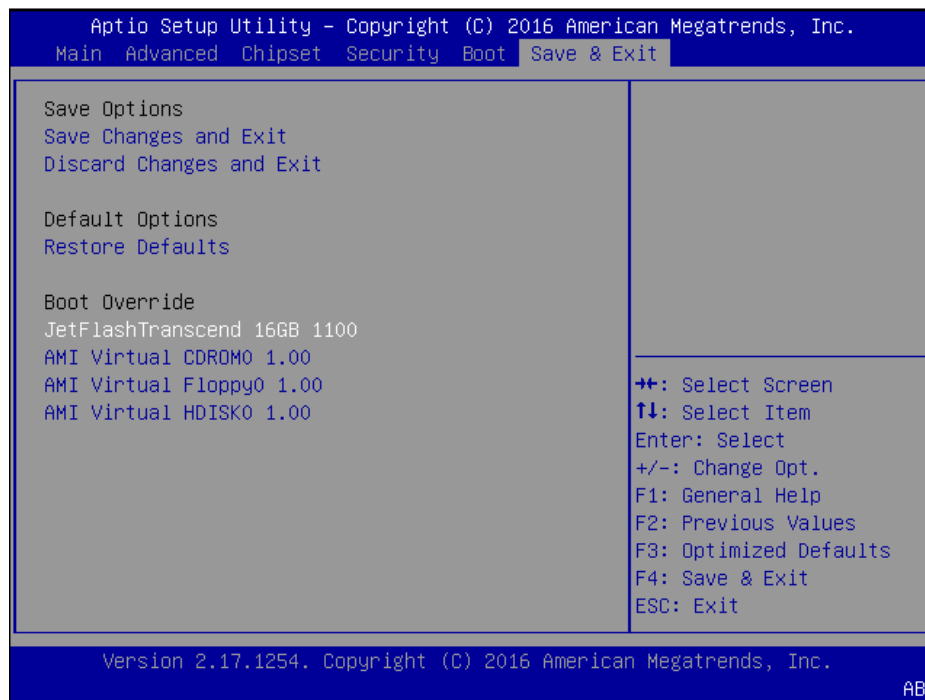 Aptio Setup Utility – Copyright (C) 2016 American Megatrends, Inc.
Main Advanced Chipset Security Boot Save & Exit
Save Options
Save Changes and Exit
Discard Changes and Exit
Default Options
Restore Defaults
Boot Override
JetFlashTranscend 16GB 1100
AMI Virtual CDROM0 1.00
AMI Virtual Floppy0 1.00
AMI Virtual HDISK0 1.00
→←: Select Screen
↑↓: Select Item
Enter: Select
+/-: Change Opt.
F1: General Help
F2: Previous Values
F3: Optimized Defaults
F4: Save & Exit
ESC: Exit
Version 2.17.1254. Copyright (C) 2016 American Megatrends, Inc.
AB